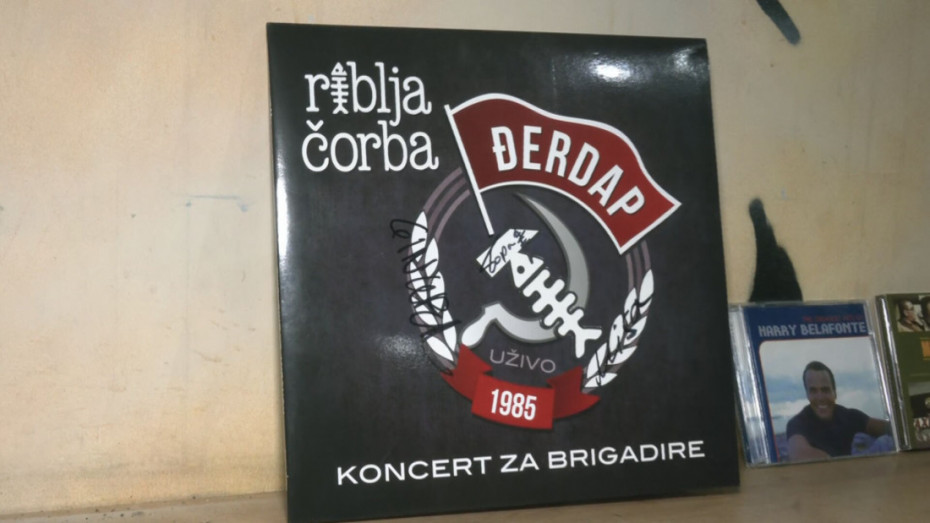 riblja
čorba
ĐERDAP
UŽIVO
1985
KONCERT ZA BRIGADIRE
HARRY BELAFONTE